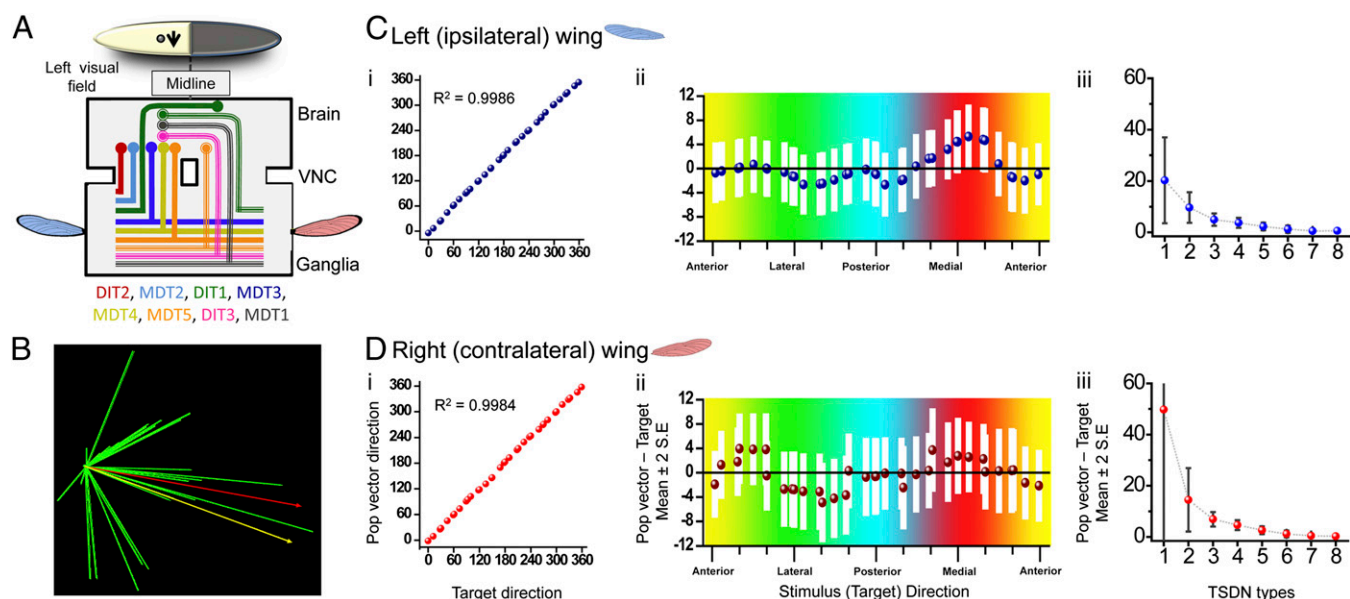 A
Left visual
field
Midline
Brain
VNC
Ganglia
DIT2, MDT2, DIT1, MDT3,
MDT4, MDT5, DIT3, MDT1
B
C Left (ipsilateral) wing
i
360
300
240
180
120
60
0
R² = 0.9986
0 60 120 180 240 300 360
ii
12
8
4
0
-4
-8
-12
Anterior Lateral Posterior Medial Anterior
iii
60
40
20
0
1 2 3 4 5 6 7 8
D Right (contralateral) wing
i
Pop vector direction
360
300
240
180
120
60
0
R² = 0.9984
0 60 120 180 240 300 360
Target direction
ii
Pop vector – Target
Mean ± 2 S.E
12
8
4
0
-4
-8
-12
Anterior Lateral Posterior Medial Anterior
Stimulus (Target) Direction
iii
Pop vector – Target
Mean ± 2 S.E
60
40
20
0
1 2 3 4 5 6 7 8
TSDN types